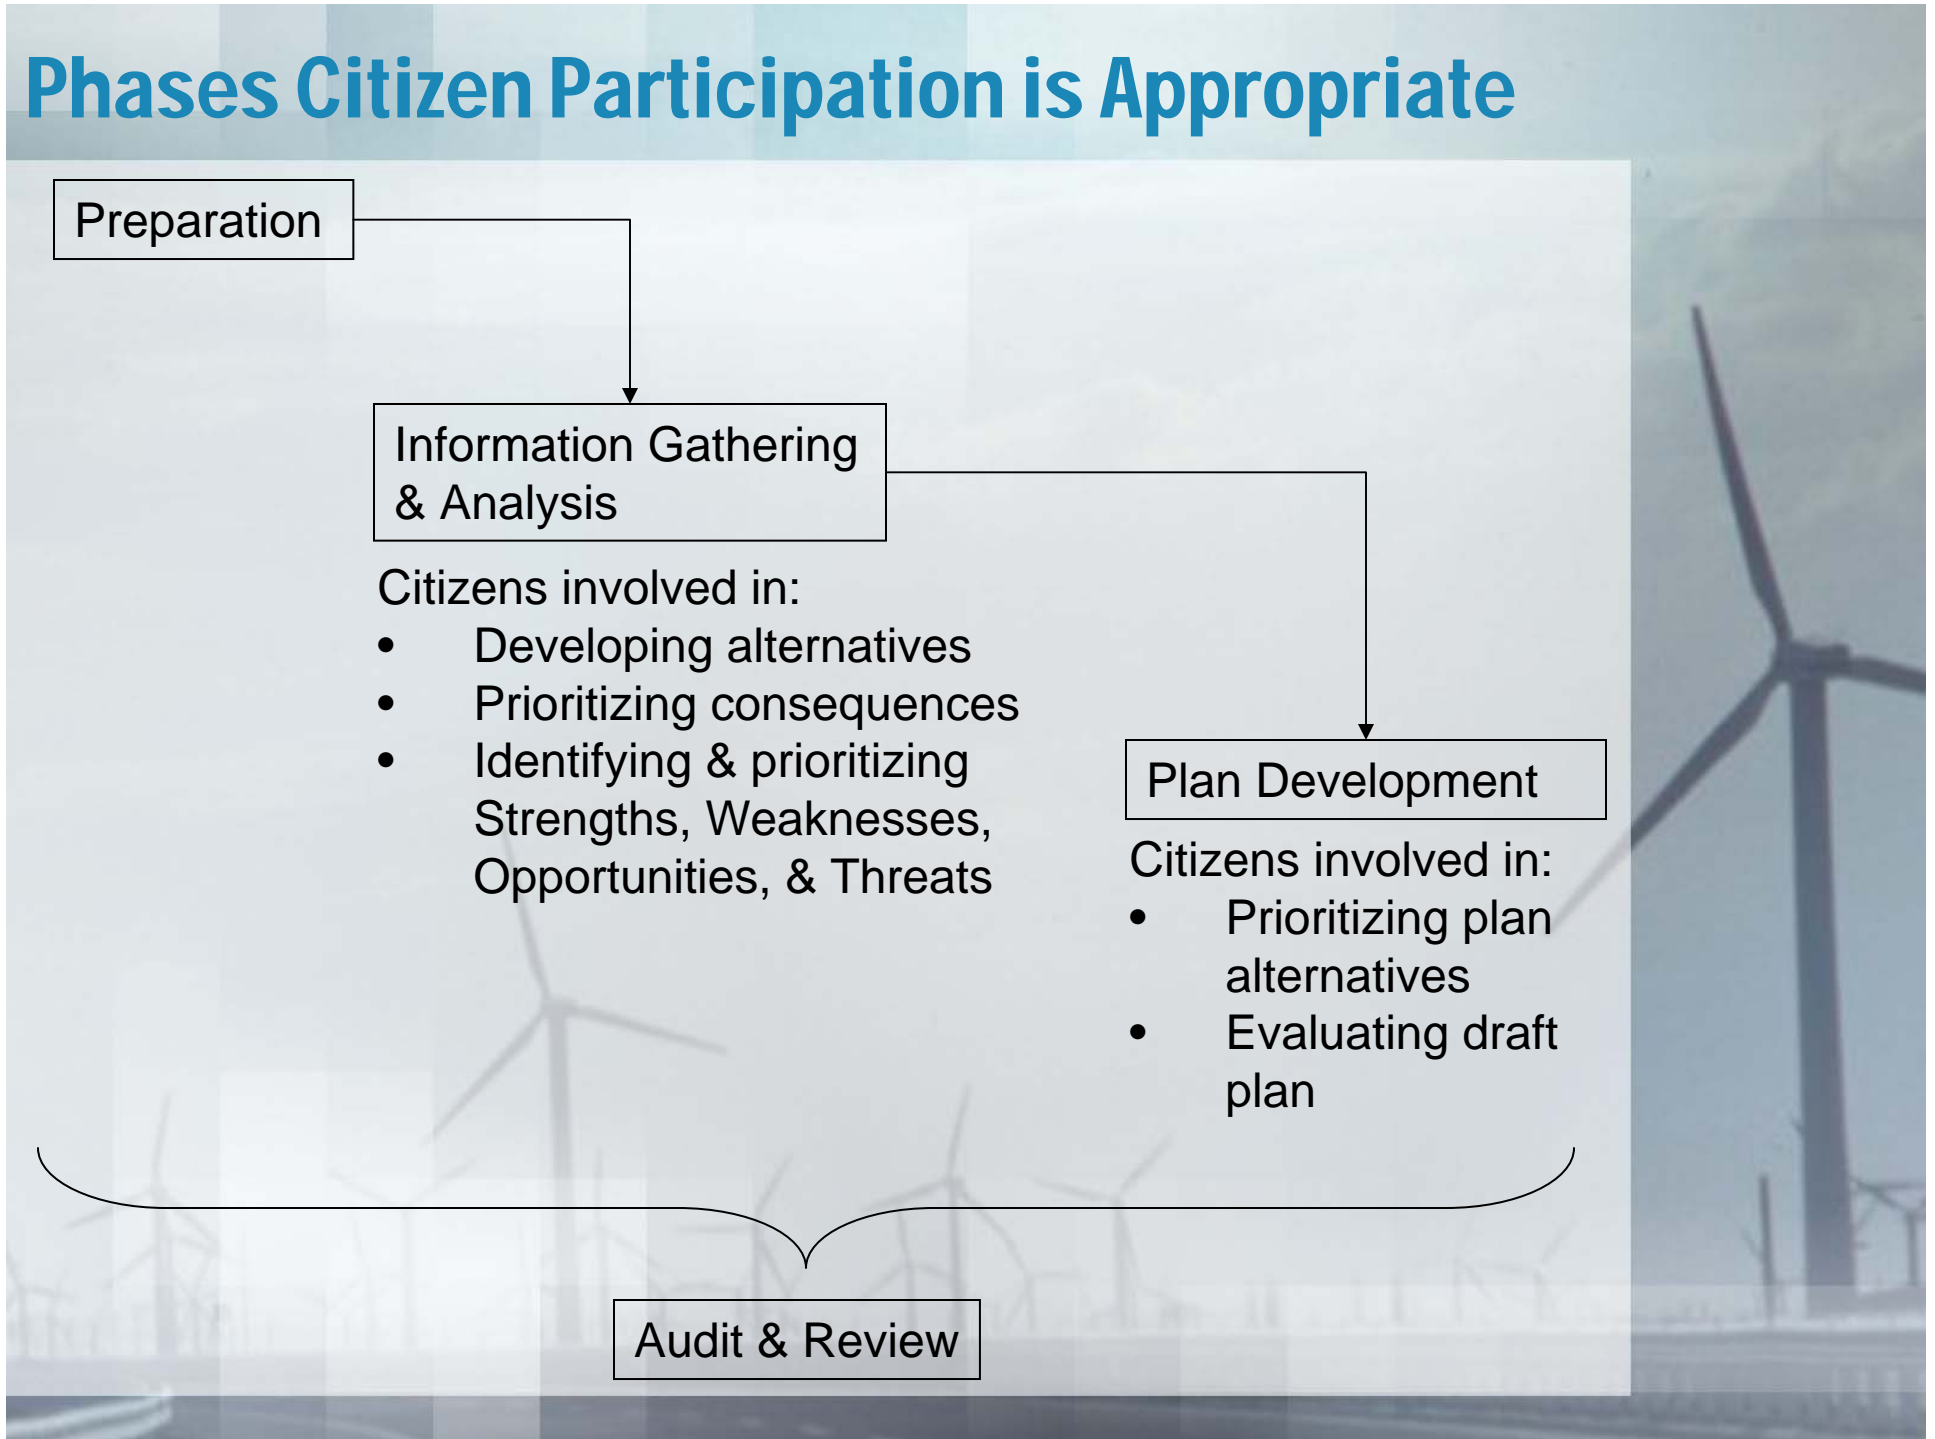 Phases Citizen Participation is Appropriate
Preparation
Information Gathering
& Analysis
Citizens involved in:
• Developing alternatives
• Prioritizing consequences
• Identifying & prioritizing
Strengths, Weaknesses,
Opportunities, & Threats
Plan Development
Citizens involved in:
• Prioritizing plan
alternatives
• Evaluating draft
plan
Audit & Review